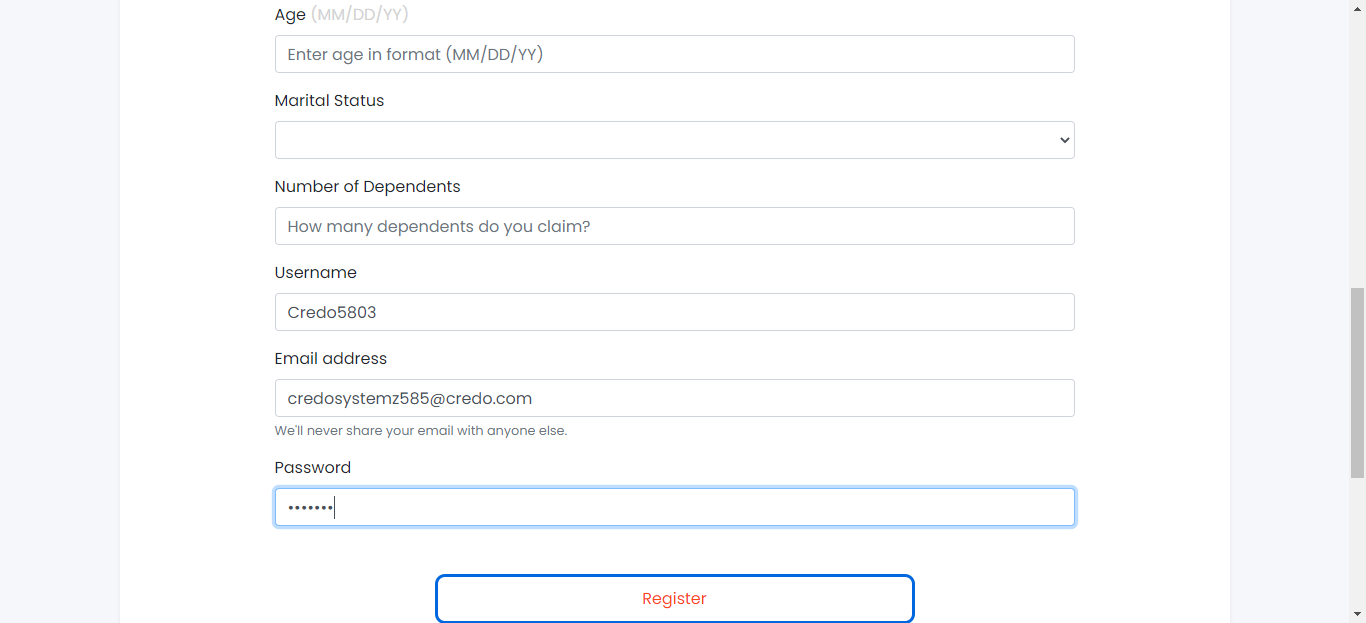 Age (MM/DD/YY)
Enter age in format (MM/DD/YY)
Marital Status
Number of Dependents
How many dependents do you claim?
Username
Credo5803
Email address
credosystemz585@credo.com
We'll never share your email with anyone else.
Password
•••••••
Register